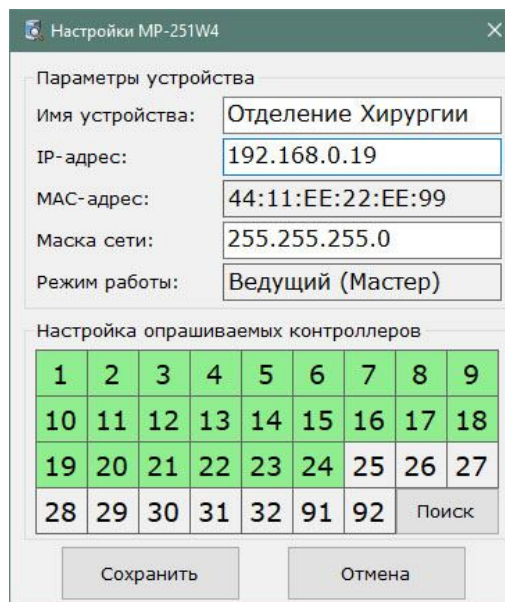 Настройки MP-251W4
Параметры устройства
Имя устройства: Отделение Хирургии
IP-адрес: 192.168.0.19
MAC-адрес: 44:11:EE:22:EE:99
Маска сети: 255.255.255.0
Режим работы: Ведущий (Мастер)
Настройка опрашиваемых контроллеров
1 2 3 4 5 6 7 8 9
10 11 12 13 14 15 16 17 18
19 20 21 22 23 24 25 26 27
28 29 30 31 32 91 92 Поиск
Сохранить Отмена